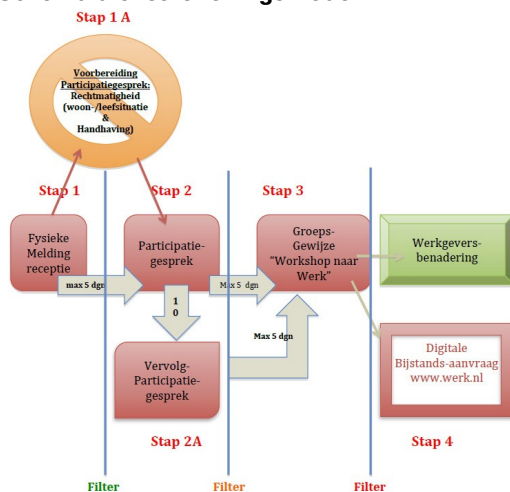 Stap 1 A
Voorbereiding
Participatiegesprek:
Rechtmatigheid
(woon-/leefsituatie
&
Handhaving)
Stap 1
Stap 2
Stap 3
Fysieke
Melding
receptie
max 5 dgn
Participatie-
gesprek
Max 5 dgn
Groeps-
Gewijze
"Workshop naar
Werk"
Werkgevers-
benadering
1
0
Vervolg-
Participatie-
gesprek
Max 5 dgn
Digitale
Bijstands-aanvraag
www.werk.nl
Stap 2A
Stap 4
Filter
Filter
Filter